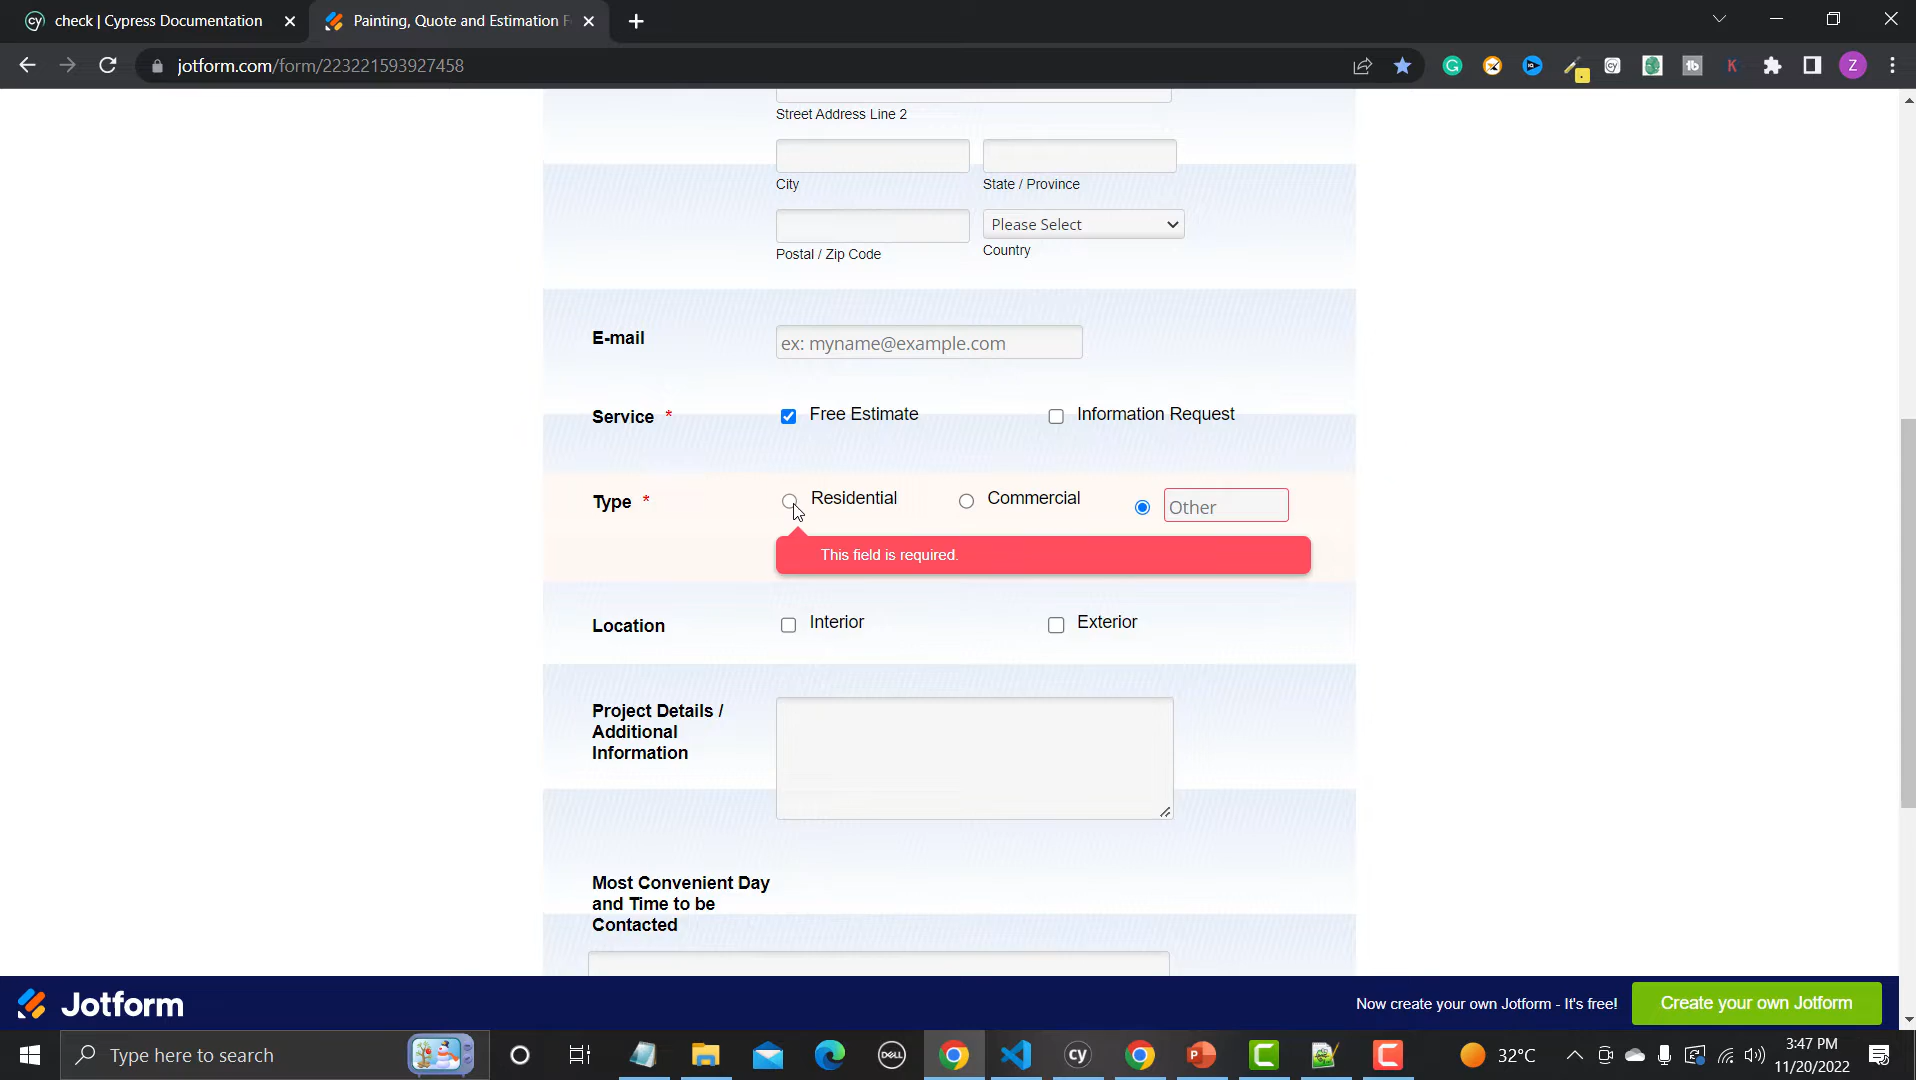 check | Cypress Documentation
Painting, Quote and Estimation F
jotform.com/form/223221593927458
Street Address Line 2
City
State / Province
Please Select
Postal / Zip Code
Country
E-mail
ex: myname@example.com
Service *
Free Estimate
Information Request
Type *
Residential
Commercial
Other
This field is required.
Location
Interior
Exterior
Project Details /
Additional
Information
Most Convenient Day
and Time to be
Contacted
Jotform
Now create your own Jotform - It's free!
Create your own Jotform
Type here to search
32°C
3:47 PM
11/20/2022